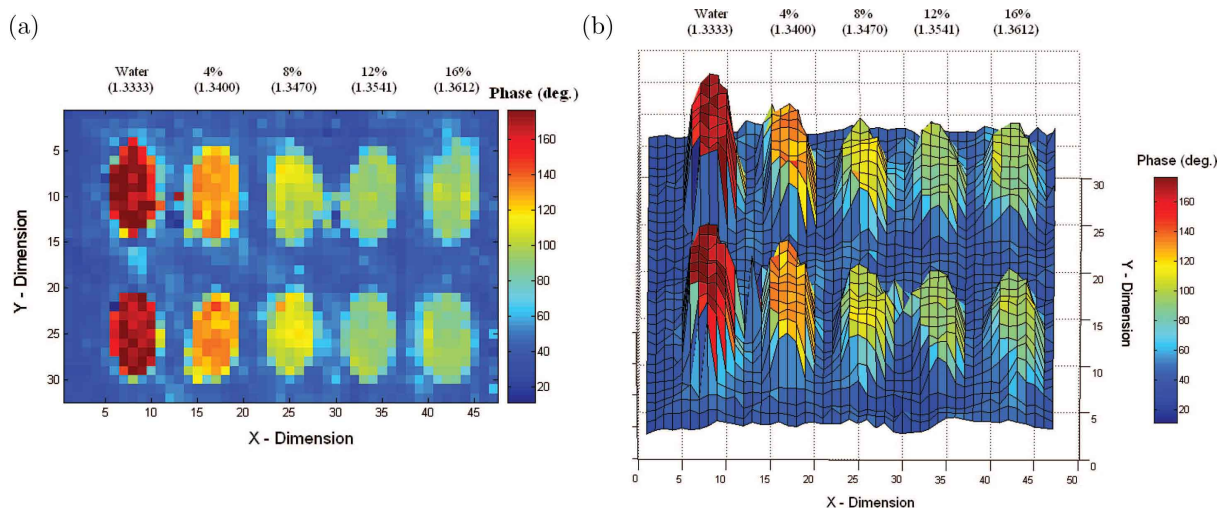 (a)
Water 4% 8% 12% 16%
(1.3333) (1.3400) (1.3470) (1.3541) (1.3612)
Phase (deg.)
160
140
120
100
80
60
40
20
5
10
15
20
25
30
Y - Dimension
5 10 15 20 25 30 35 40 45
X - Dimension
(b)
Water 4% 8% 12% 16%
(1.3333) (1.3400) (1.3470) (1.3541) (1.3612)
30
25
20
15
10
5
0
Y - Dimension
0 5 10 15 20 25 30 35 40 45 50
X - Dimension
Phase (deg.)
160
140
120
100
80
60
40
20